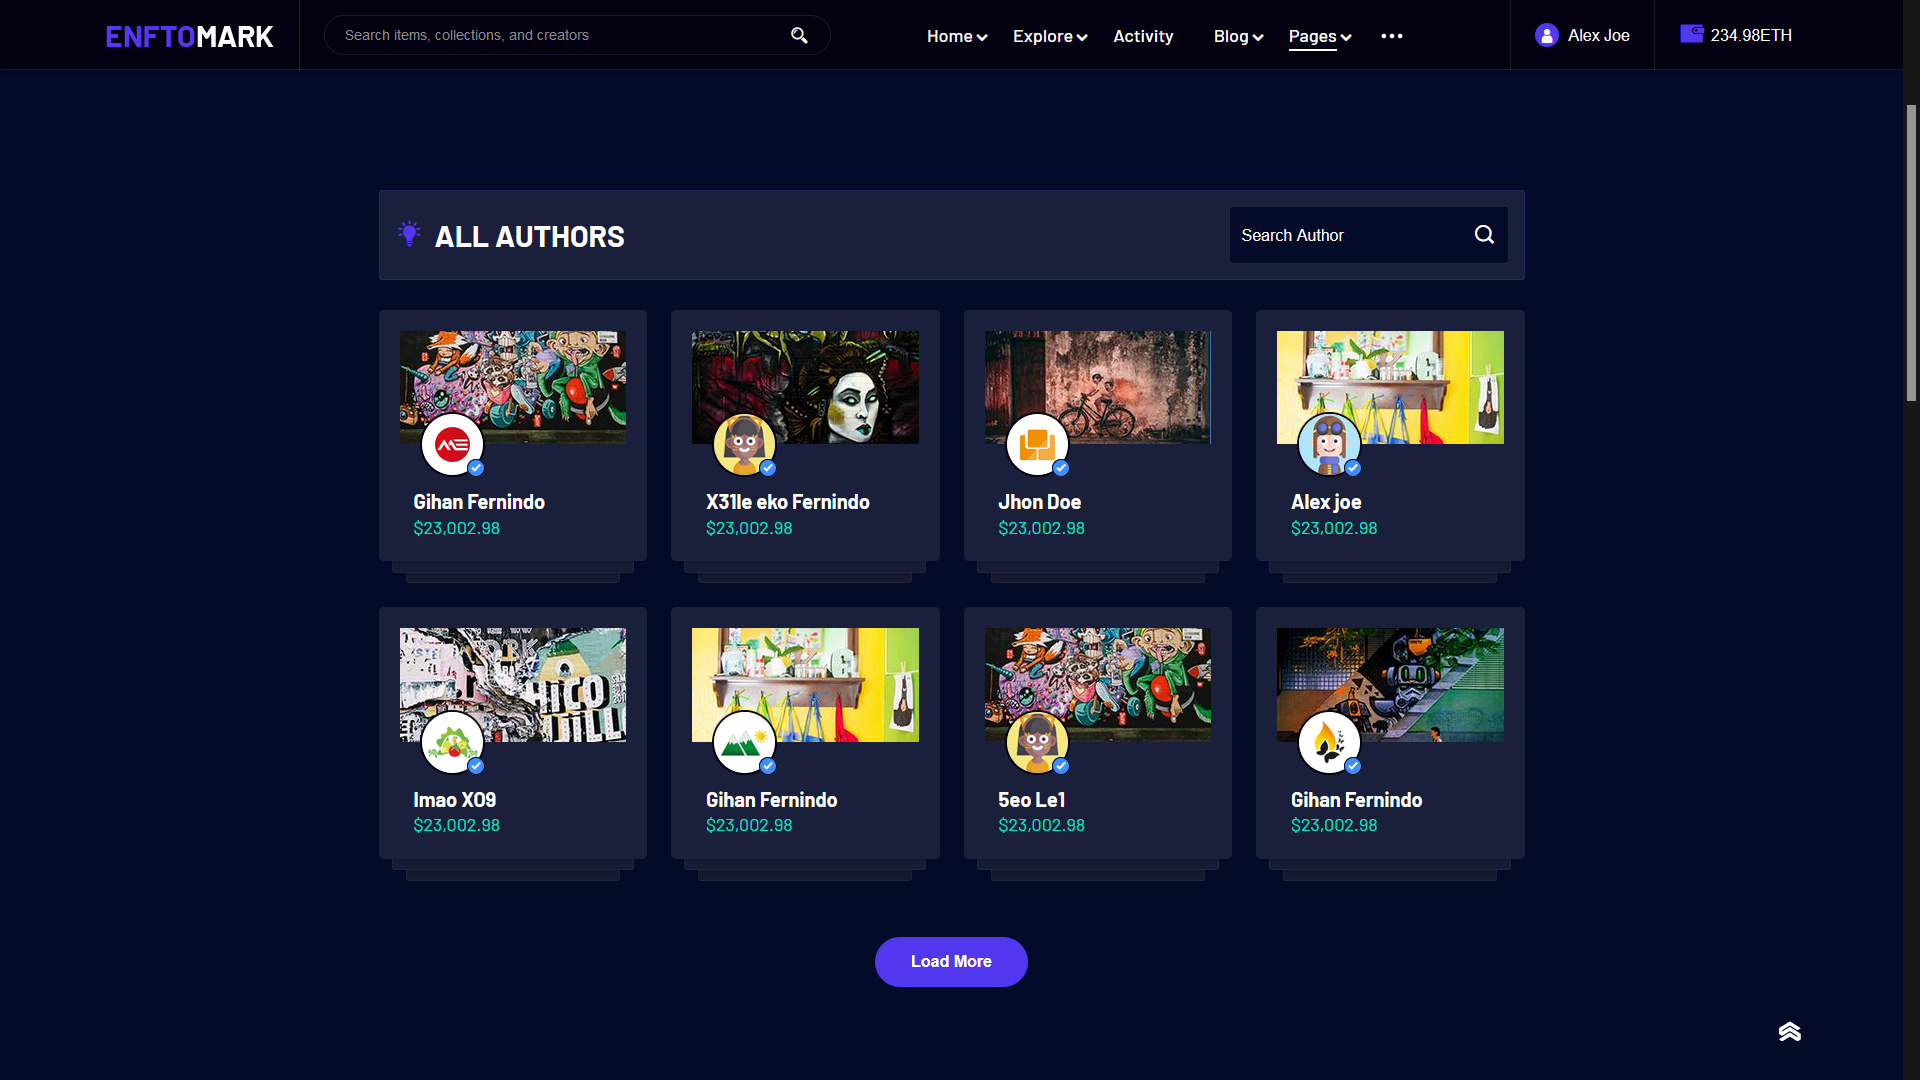 ENFTOMARK
Search items, collections, and creators
Home
Explore
Activity
Blog
Pages
Alex Joe
234.98ETH
ALL AUTHORS
Search Author
Gihan Fernindo
$23,002.98
X31le eko Fernindo
$23,002.98
Jhon Doe
$23,002.98
Alex joe
$23,002.98
lmao X09
$23,002.98
Gihan Fernindo
$23,002.98
5eo Le1
$23,002.98
Gihan Fernindo
$23,002.98
Load More